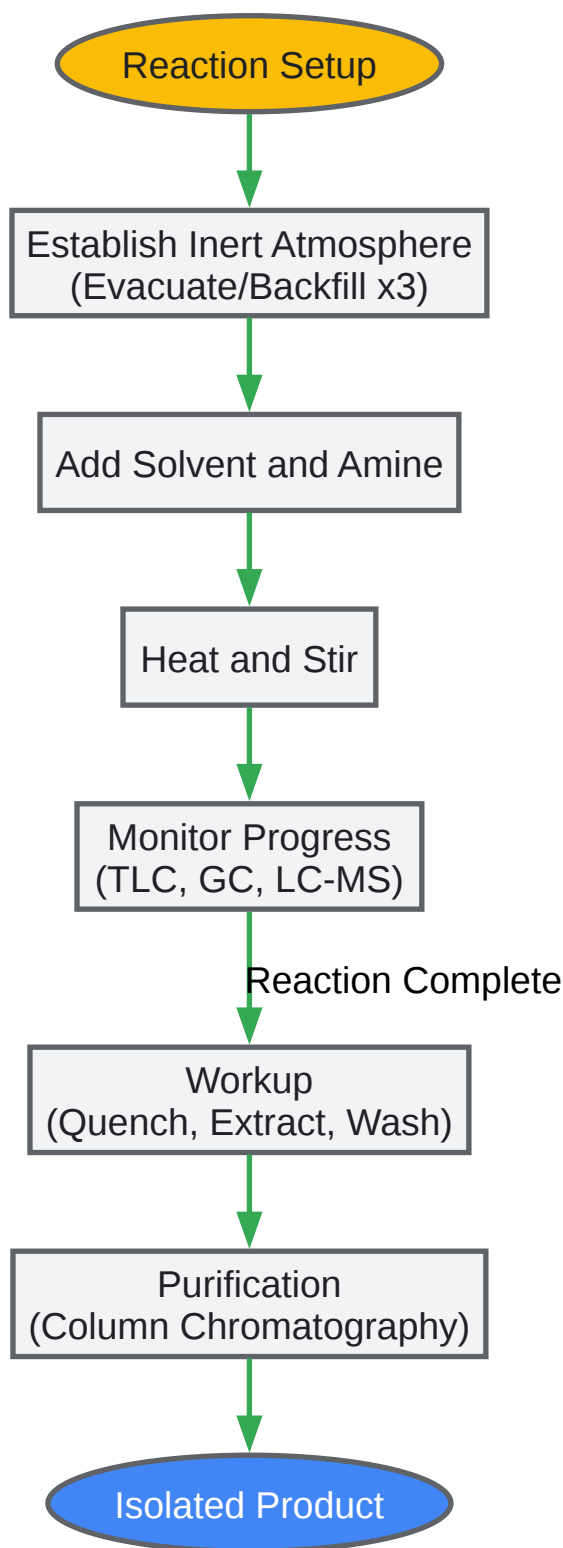 Reaction Setup
Establish Inert Atmosphere
(Evacuate/Backfill x3)
Add Solvent and Amine
Heat and Stir
Monitor Progress
(TLC, GC, LC-MS)
Reaction Complete
Workup
(Quench, Extract, Wash)
Purification
(Column Chromatography)
Isolated Product